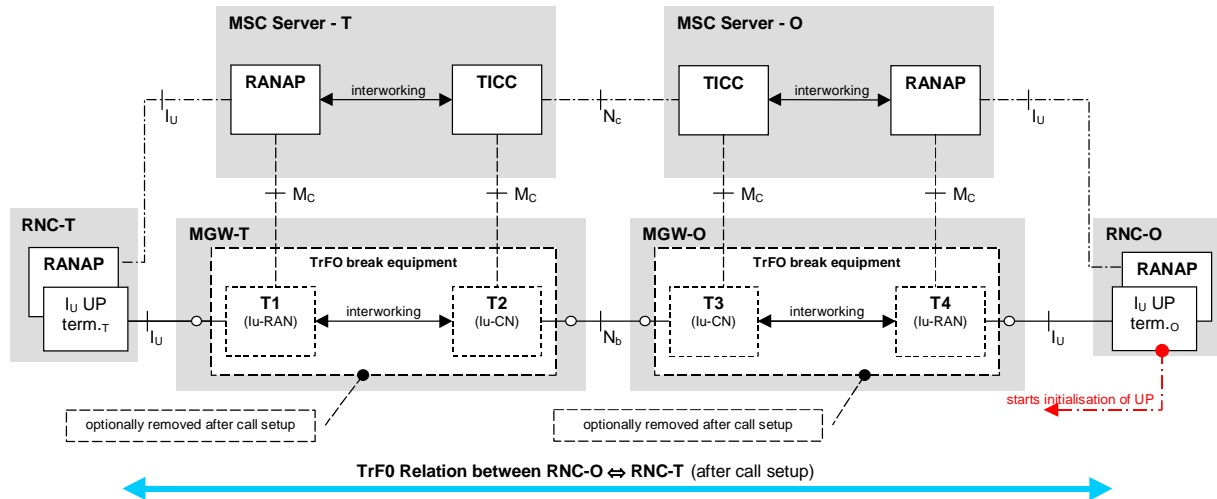 MSC Server - T
MSC Server - O
RANAP
interworking
TICC
TICC
interworking
RANAP
IU
NC
IU
MC
MC
MC
MC
RNC-T
MGW-T
MGW-O
RNC-O
RANAP
TrFO break equipment
TrFO break equipment
RANAP
IU UP
term.T
T1
(Iu-RAN)
interworking
T2
(Iu-CN)
T3
(Iu-CN)
interworking
T4
(Iu-RAN)
IU UP
term.O
IU
Nb
IU
starts initialisation of UP
optionally removed after call setup
optionally removed after call setup
TrF0 Relation between RNC-O ⇔ RNC-T (after call setup)